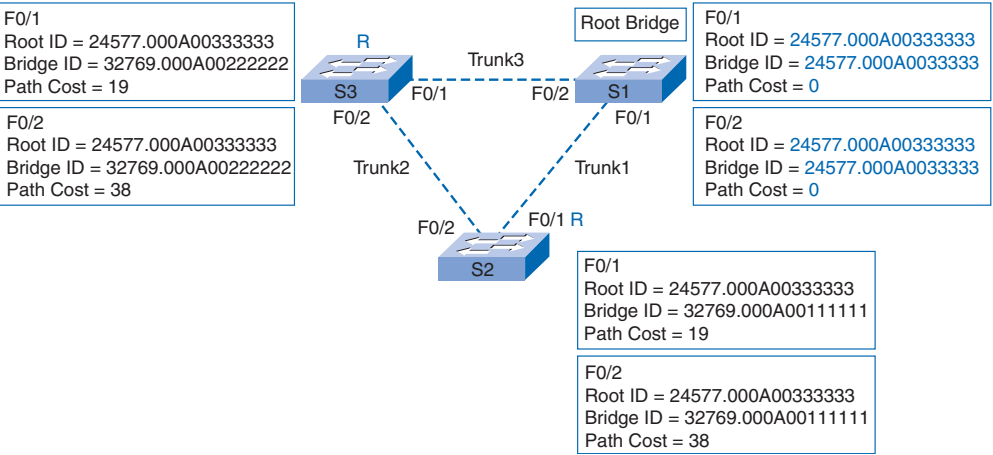 F0/1
Root ID = 24577.000A00333333
Bridge ID = 32769.000A00222222
Path Cost = 19
F0/2
Root ID = 24577.000A00333333
Bridge ID = 32769.000A00222222
Path Cost = 38
R
S3
F0/1
F0/2
Trunk3
Root Bridge
F0/2
S1
F0/1
F0/1
Root ID = 24577.000A00333333
Bridge ID = 24577.000A0033333
Path Cost = 0
F0/2
Root ID = 24577.000A00333333
Bridge ID = 24577.000A0033333
Path Cost = 0
Trunk2
Trunk1
F0/2
F0/1 R
S2
F0/1
Root ID = 24577.000A00333333
Bridge ID = 32769.000A00111111
Path Cost = 19
F0/2
Root ID = 24577.000A00333333
Bridge ID = 32769.000A00111111
Path Cost = 38